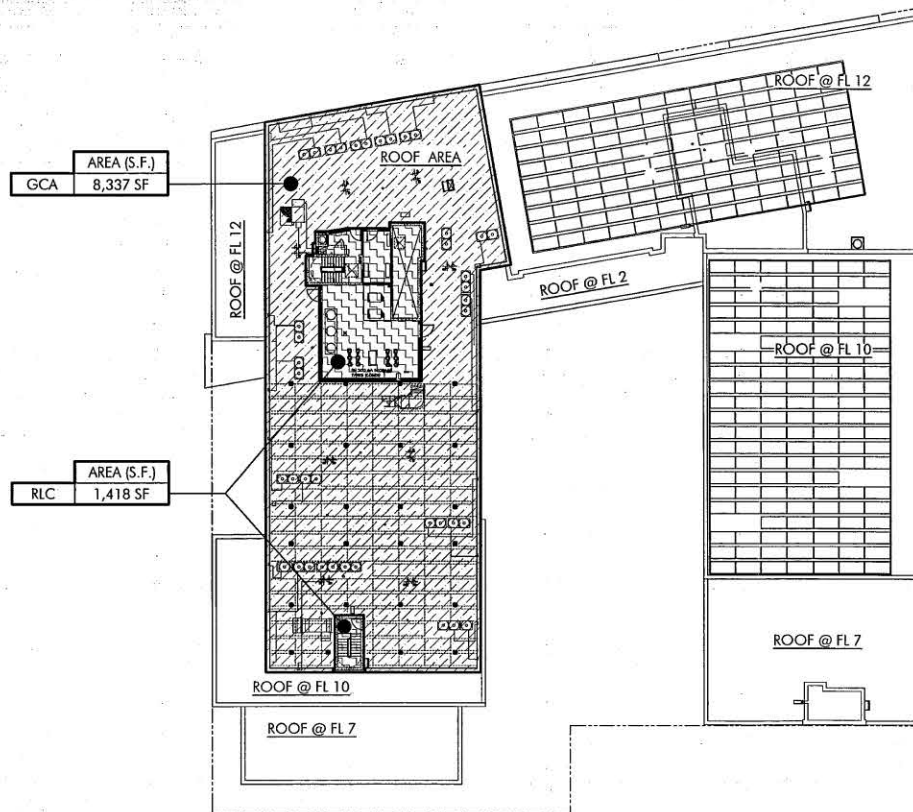 ROOF @ FL 12
AREA (S.F.)
GCA 8,337 SF
ROOF AREA
ROOF @ FL 12
ROOF @ FL 2
ROOF @ FL 10
AREA (S.F.)
RLC 1,418 SF
ROOF @ FL 7
ROOF @ FL 10
ROOF @ FL 7